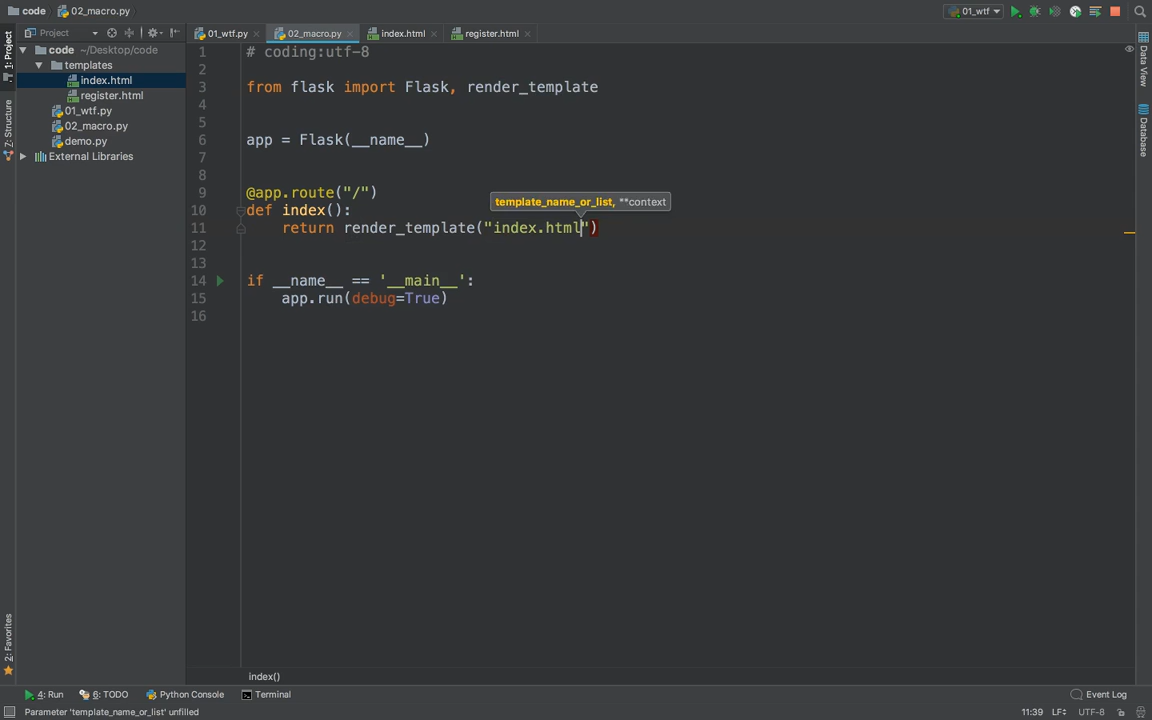 code
02_macro.py
01_wtf
Project
01_wtf.py
02_macro.py
index.html
register.html
1: Project
Z: Structure
2: Favorites
code ~/Desktop/code
templates
index.html
register.html
01_wtf.py
02_macro.py
demo.py
External Libraries
1 # coding:utf-8
2
3 from flask import Flask, render_template
4
5
6 app = Flask(__name__)
7
8
9 @app.route("/")
template_name_or_list, **context
10 def index():
11 return render_template("index.html")
12
13
14 if __name__ == '__main__':
15 app.run(debug=True)
16
Data View
Database
index()
4: Run
6: TODO
Python Console
Terminal
Event Log
Parameter 'template_name_or_list' unfilled
11:39
LF
UTF-8